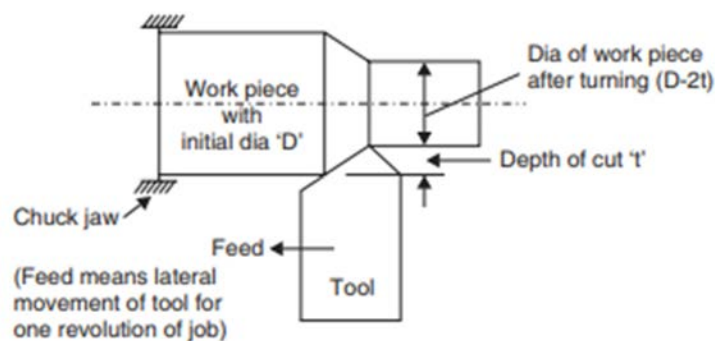 Dia of work piece
after turning (D-2t)
Work piece
with
initial dia ‘D’
Depth of cut ‘t’
Chuck jaw
Feed
(Feed means lateral
movement of tool for
one revolution of job)
Tool